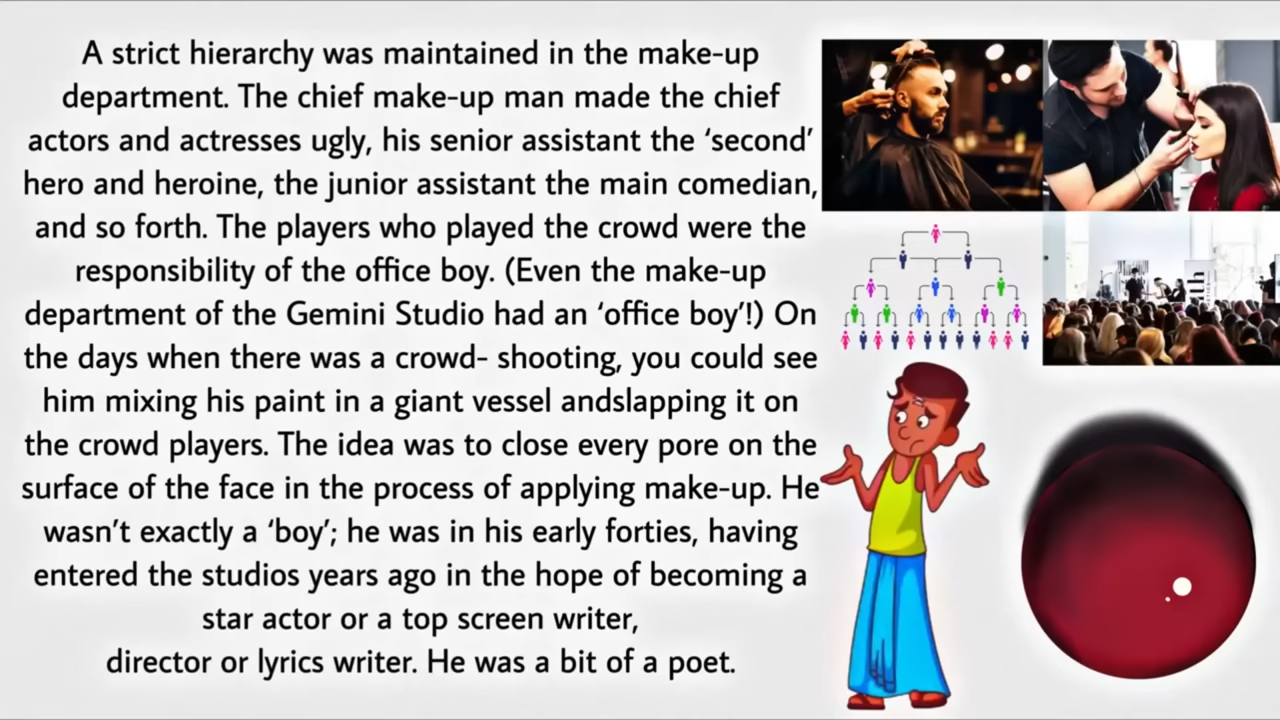 A strict hierarchy was maintained in the make-up
department. The chief make-up man made the chief
actors and actresses ugly, his senior assistant the ‘second’
hero and heroine, the junior assistant the main comedian,
and so forth. The players who played the crowd were the
responsibility of the office boy. (Even the make-up
department of the Gemini Studio had an ‘office boy’!) On
the days when there was a crowd- shooting, you could see
him mixing his paint in a giant vessel andslapping it on
the crowd players. The idea was to close every pore on the
surface of the face in the process of applying make-up. He
wasn’t exactly a ‘boy’; he was in his early forties, having
entered the studios years ago in the hope of becoming a
star actor or a top screen writer,
director or lyrics writer. He was a bit of a poet.